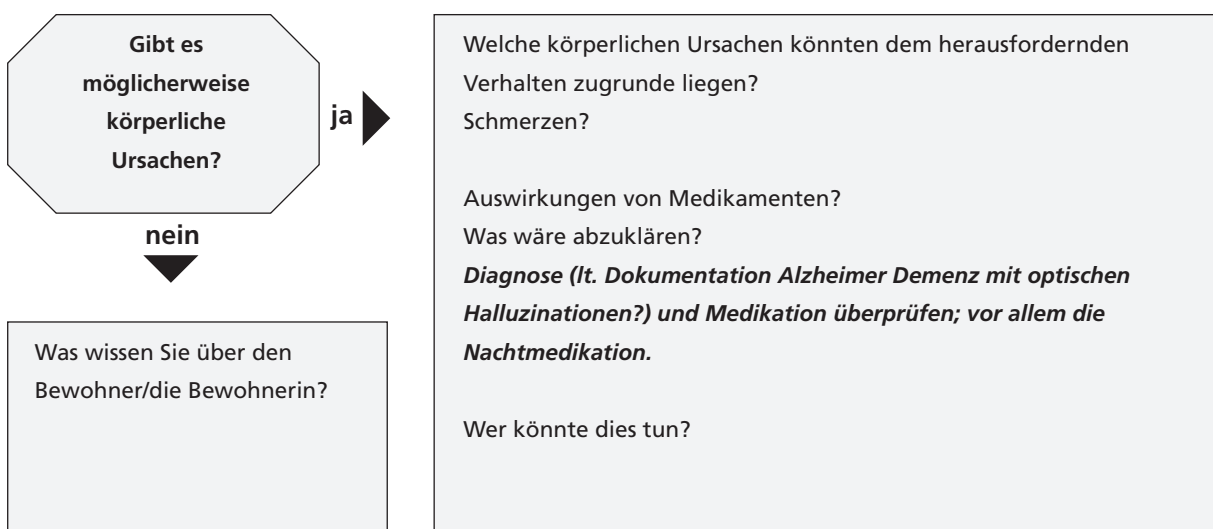 Gibt es
möglicherweise
körperliche
Ursachen?
ja
nein
Was wissen Sie über den
Bewohner/die Bewohnerin?
Welche körperlichen Ursachen könnten dem herausfordernden
Verhalten zugrunde liegen?
Schmerzen?
Auswirkungen von Medikamenten?
Was wäre abzuklären?
Diagnose (lt. Dokumentation Alzheimer Demenz mit optischen
Halluzinationen?) und Medikation überprüfen; vor allem die
Nachtmedikation.
Wer könnte dies tun?